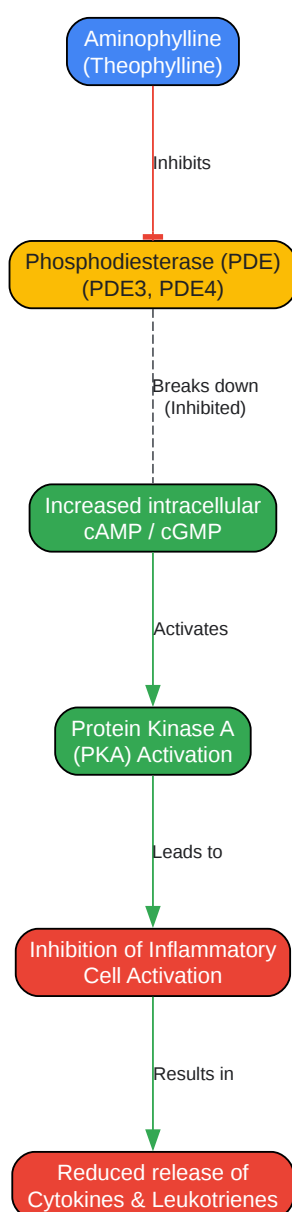 Aminophylline
(Theophylline)
Inhibits
Phosphodiesterase (PDE)
(PDE3, PDE4)
Breaks down
(Inhibited)
Increased intracellular
cAMP / cGMP
Activates
Protein Kinase A
(PKA) Activation
Leads to
Inhibition of Inflammatory
Cell Activation
Results in
Reduced release of
Cytokines & Leukotrienes